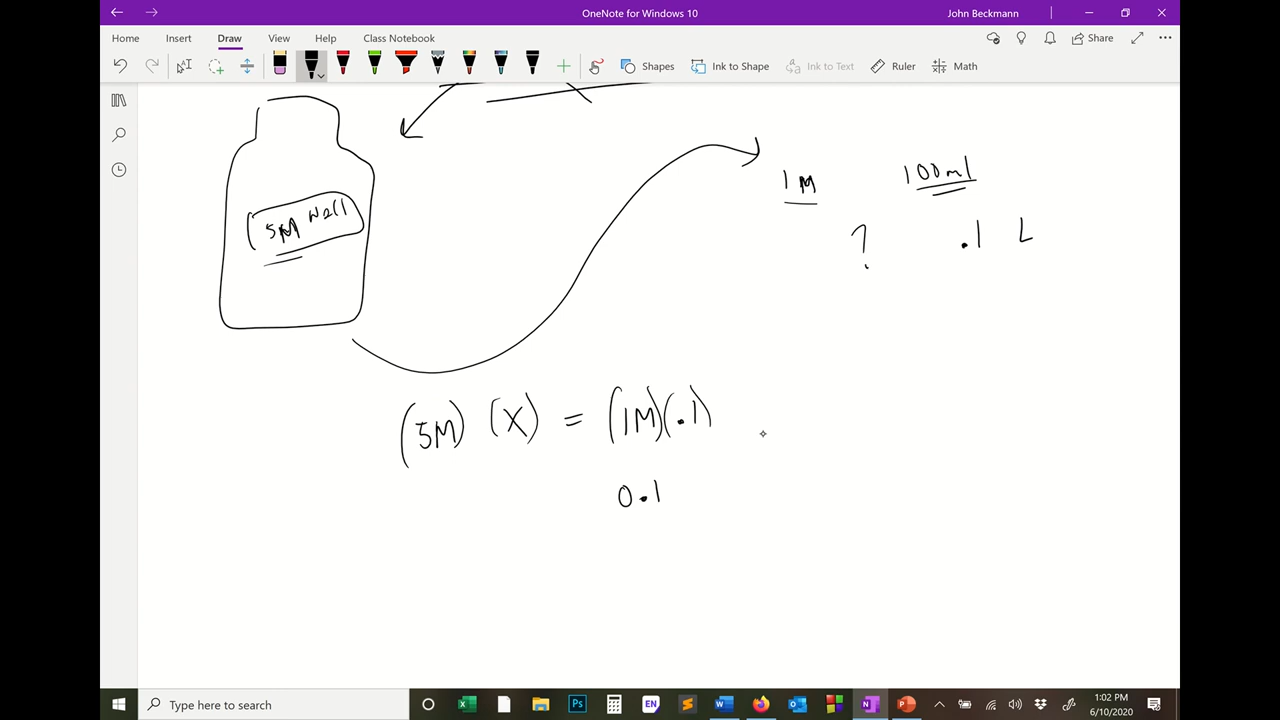 OneNote for Windows 10
John Beckmann
Home Insert Draw View Help Class Notebook
Share
Shapes Ink to Shape Ink to Text Ruler Math
1M 100ml
5M NaCl
? .1 L
(5M) (X) = (1M)(.1)
0.1
Type here to search
EN
1:02 PM
6/10/2020